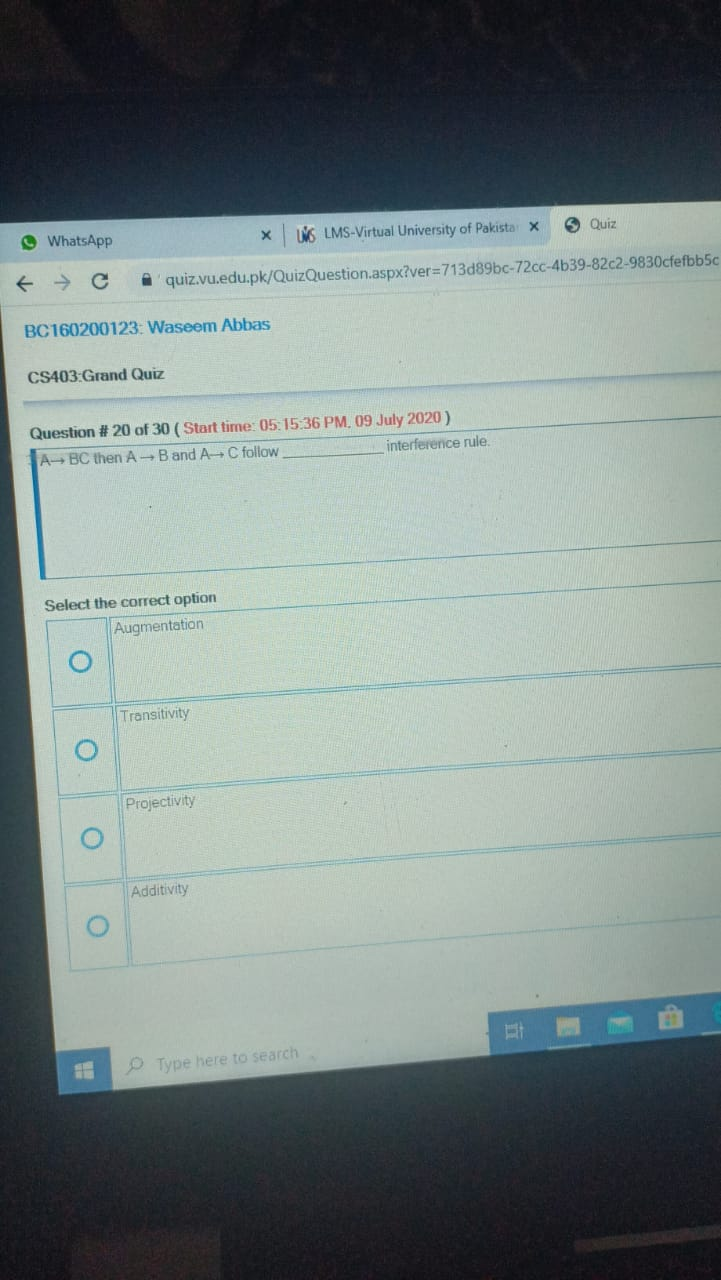 WhatsApp × LMS-Virtual University of Pakista × Quiz
quiz.vu.edu.pk/QuizQuestion.aspx?ver=713d89bc-72cc-4b39-82c2-9830cfefbb5c
BC160200123: Waseem Abbas
CS403:Grand Quiz
Question # 20 of 30 ( Start time: 05:15:36 PM, 09 July 2020 )
A→ BC then A → B and A→ C follow ____________ interference rule.
Select the correct option
Augmentation
Transitivity
Projectivity
Additivity
Type here to search